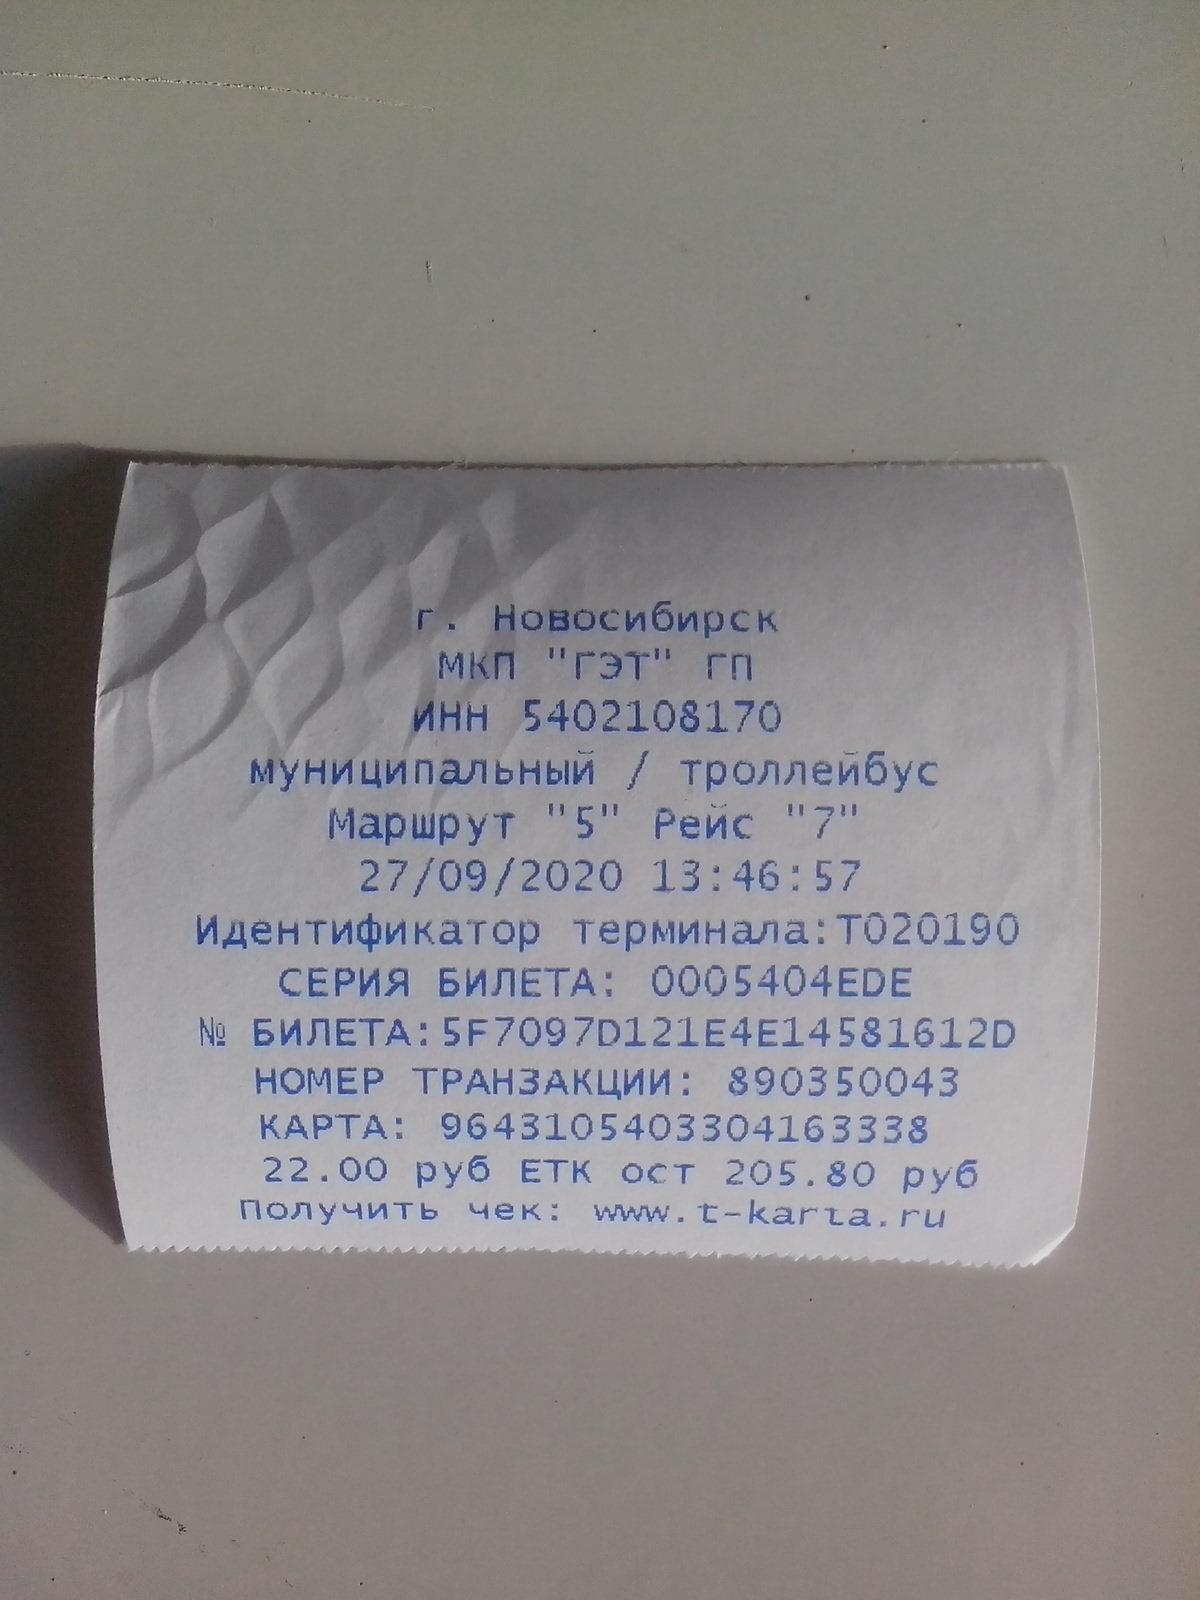 г. Новосибирск
МКП "ГЭТ" ГП
ИНН 5402108170
муниципальный / троллейбус
Маршрут "5" Рейс "7"
27/09/2020 13:46:57
Идентификатор терминала:T020190
СЕРИЯ БИЛЕТА: 0005404EDE
№ БИЛЕТА:5F7097D121E4E14581612D
НОМЕР ТРАНЗАКЦИИ: 890350043
КАРТА: 9643105403304163338
22.00 руб ЕТК ост 205.80 руб
Получить чек: www.t-karta.ru